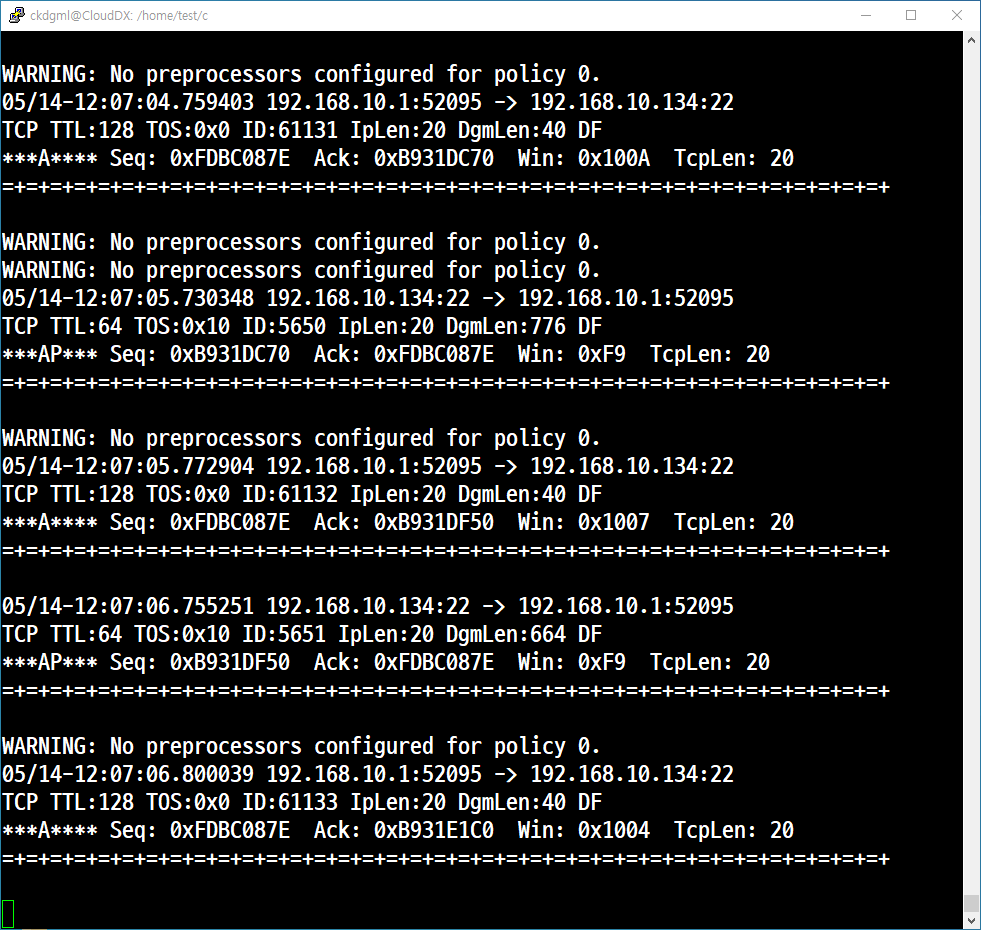 ckdgml@CloudDX: /home/test/c
WARNING: No preprocessors configured for policy 0.
05/14-12:07:04.759403 192.168.10.1:52095 -> 192.168.10.134:22
TCP TTL:128 TOS:0x0 ID:61131 IpLen:20 DgmLen:40 DF
***A**** Seq: 0xFDBC087E  Ack: 0xB931DC70  Win: 0x100A  TcpLen: 20
=+=+=+=+=+=+=+=+=+=+=+=+=+=+=+=+=+=+=+=+=+=+=+=+=+=+=+=+=+=+=+=+=+=+=+=+=+
WARNING: No preprocessors configured for policy 0.
WARNING: No preprocessors configured for policy 0.
05/14-12:07:05.730348 192.168.10.134:22 -> 192.168.10.1:52095
TCP TTL:64 TOS:0x10 ID:5650 IpLen:20 DgmLen:776 DF
***AP*** Seq: 0xB931DC70  Ack: 0xFDBC087E  Win: 0xF9  TcpLen: 20
=+=+=+=+=+=+=+=+=+=+=+=+=+=+=+=+=+=+=+=+=+=+=+=+=+=+=+=+=+=+=+=+=+=+=+=+=+
WARNING: No preprocessors configured for policy 0.
05/14-12:07:05.772904 192.168.10.1:52095 -> 192.168.10.134:22
TCP TTL:128 TOS:0x0 ID:61132 IpLen:20 DgmLen:40 DF
***A**** Seq: 0xFDBC087E  Ack: 0xB931DF50  Win: 0x1007  TcpLen: 20
=+=+=+=+=+=+=+=+=+=+=+=+=+=+=+=+=+=+=+=+=+=+=+=+=+=+=+=+=+=+=+=+=+=+=+=+=+
05/14-12:07:06.755251 192.168.10.134:22 -> 192.168.10.1:52095
TCP TTL:64 TOS:0x10 ID:5651 IpLen:20 DgmLen:664 DF
***AP*** Seq: 0xB931DF50  Ack: 0xFDBC087E  Win: 0xF9  TcpLen: 20
=+=+=+=+=+=+=+=+=+=+=+=+=+=+=+=+=+=+=+=+=+=+=+=+=+=+=+=+=+=+=+=+=+=+=+=+=+
WARNING: No preprocessors configured for policy 0.
05/14-12:07:06.800039 192.168.10.1:52095 -> 192.168.10.134:22
TCP TTL:128 TOS:0x0 ID:61133 IpLen:20 DgmLen:40 DF
***A**** Seq: 0xFDBC087E  Ack: 0xB931E1C0  Win: 0x1004  TcpLen: 20
=+=+=+=+=+=+=+=+=+=+=+=+=+=+=+=+=+=+=+=+=+=+=+=+=+=+=+=+=+=+=+=+=+=+=+=+=+